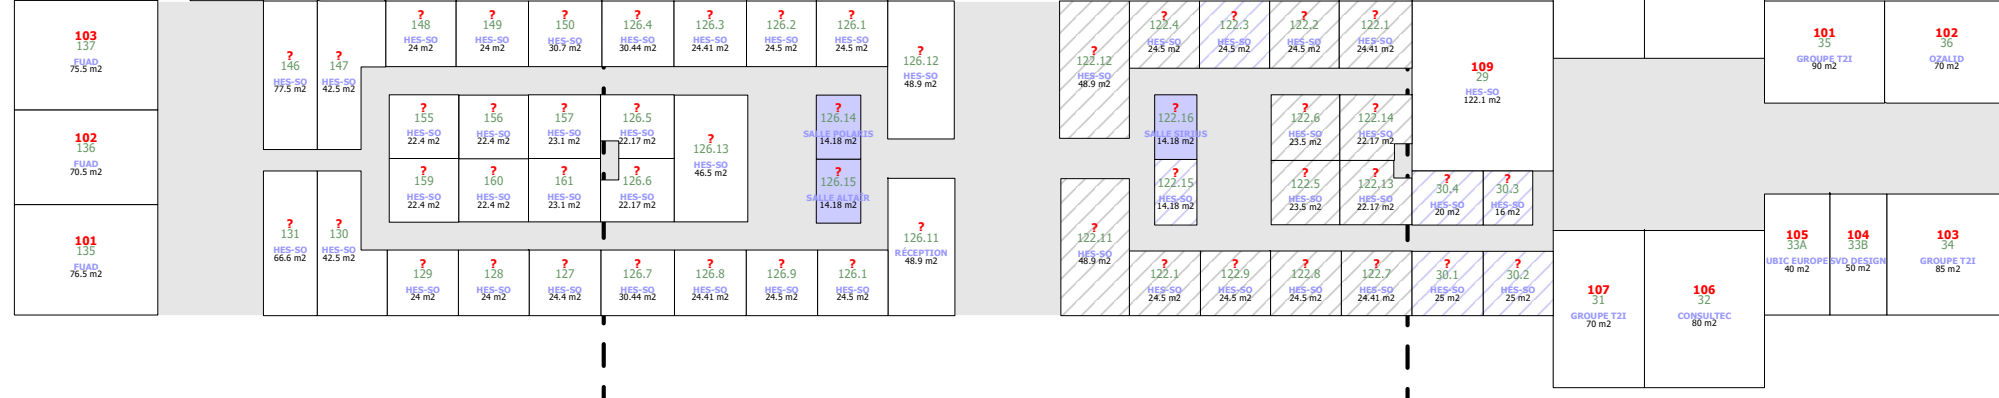 103
137
FUAD
75.5 m2
102
136
FUAD
70.5 m2
101
135
FUAD
76.5 m2
?
146
HES-SO
77.5 m2
?
147
HES-SO
42.5 m2
?
148
HES-SO
24 m2
?
149
HES-SO
24 m2
?
150
HES-SO
30.7 m2
?
126.4
HES-SO
30.44 m2
?
126.3
HES-SO
24.41 m2
?
126.2
HES-SO
24.5 m2
?
126.1
HES-SO
24.5 m2
?
126.12
HES-SO
48.9 m2
?
155
HES-SO
22.4 m2
?
156
HES-SO
22.4 m2
?
157
HES-SO
23.1 m2
?
126.5
HES-SO
22.17 m2
?
126.13
HES-SO
46.5 m2
?
126.14
SALLE POLARIS
14.18 m2
?
159
HES-SO
22.4 m2
?
160
HES-SO
22.4 m2
?
161
HES-SO
23.1 m2
?
126.6
HES-SO
22.17 m2
?
126.15
SALLE ALTAIR
14.18 m2
?
131
HES-SO
66.6 m2
?
130
HES-SO
42.5 m2
?
129
HES-SO
24 m2
?
128
HES-SO
24 m2
?
127
HES-SO
24.4 m2
?
126.7
HES-SO
30.44 m2
?
126.8
HES-SO
24.41 m2
?
126.9
HES-SO
24.5 m2
?
126.1
HES-SO
24.5 m2
?
126.11
RÉCEPTION
48.9 m2
?
122.12
HES-SO
48.9 m2
?
122.4
HES-SO
24.5 m2
?
122.3
HES-SO
24.5 m2
?
122.2
HES-SO
24.5 m2
?
122.1
HES-SO
24.41 m2
109
29
HES-SO
122.1 m2
?
122.16
SALLE SIRIUS
14.18 m2
?
122.6
HES-SO
23.5 m2
?
122.14
HES-SO
22.17 m2
?
122.15
HES-SO
14.18 m2
?
122.5
HES-SO
23.5 m2
?
122.13
HES-SO
22.17 m2
?
30.4
HES-SO
20 m2
?
30.3
HES-SO
16 m2
?
122.11
HES-SO
48.9 m2
?
122.1
HES-SO
24.5 m2
?
122.9
HES-SO
24.5 m2
?
122.8
HES-SO
24.5 m2
?
122.7
HES-SO
24.41 m2
?
30.1
HES-SO
25 m2
?
30.2
HES-SO
25 m2
101
35
GROUPE T2I
90 m2
102
36
OZALID
70 m2
107
31
GROUPE T2I
70 m2
106
32
CONSULTEC
80 m2
105
33A
UBIC EUROPE
40 m2
104
33B
SVD DESIGN
50 m2
103
34
GROUPE T2I
85 m2